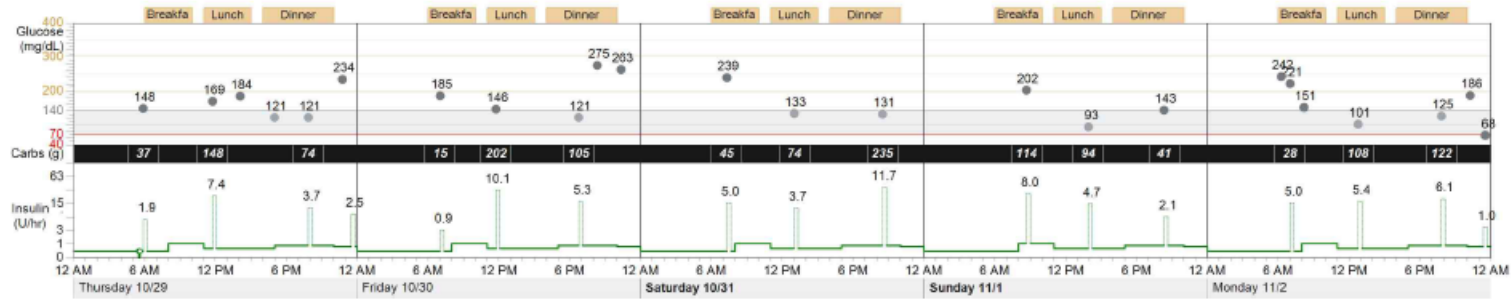 Breakfa Lunch Dinner Breakfa Lunch Dinner Breakfa Lunch Dinner Breakfa Lunch Dinner Breakfa Lunch Dinner
400
Glucose
(mg/dL)
300
200
140
70
40
148 169 184 121 121 234 185 146 121 275 263 239 133 131 202 93 143 242 221 151 101 125 186 68
Carbs (g) 37 148 74 15 202 105 45 74 235 114 94 41 28 108 122
63
15
Insulin
(U/hr)
3
1
0
1.9 7.4 3.7 2.5 0.9 10.1 5.3 5.0 3.7 11.7 8.0 4.7 2.1 5.0 5.4 6.1 1.0
12 AM 6 AM 12 PM 6 PM 12 AM 6 AM 12 PM 6 PM 12 AM 6 AM 12 PM 6 PM 12 AM 6 AM 12 PM 6 PM 12 AM 6 AM 12 PM 6 PM 12 AM
Thursday 10/29 Friday 10/30 Saturday 10/31 Sunday 11/1 Monday 11/2